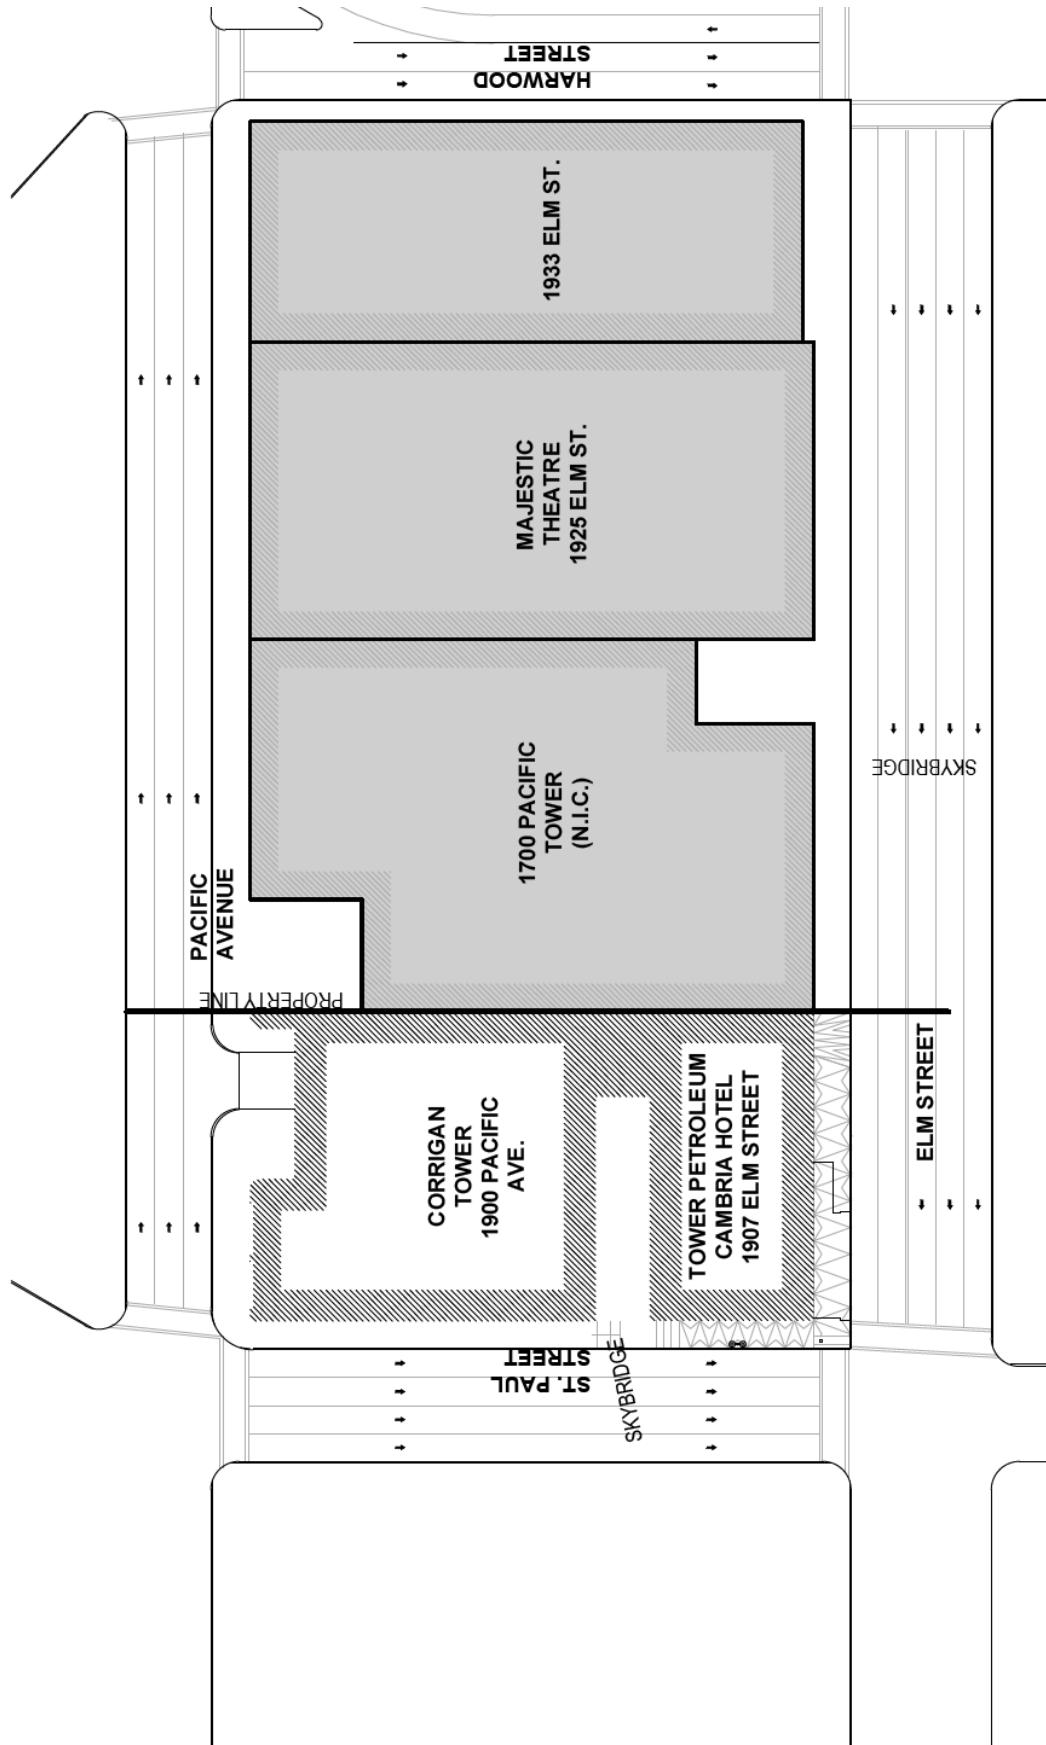 HARWOOD
STREET
1933 ELM ST.
MAJESTIC
THEATRE
1925 ELM ST.
1700 PACIFIC
TOWER
(N.I.C.)
SKYBRIDGE
PACIFIC
AVENUE
PROPERTY LINE
CORRIGAN
TOWER
1900 PACIFIC
AVE.
TOWER PETROLEUM
CAMBRIA HOTEL
1907 ELM STREET
ELM STREET
ST. PAUL
STREET
SKYBRIDGE